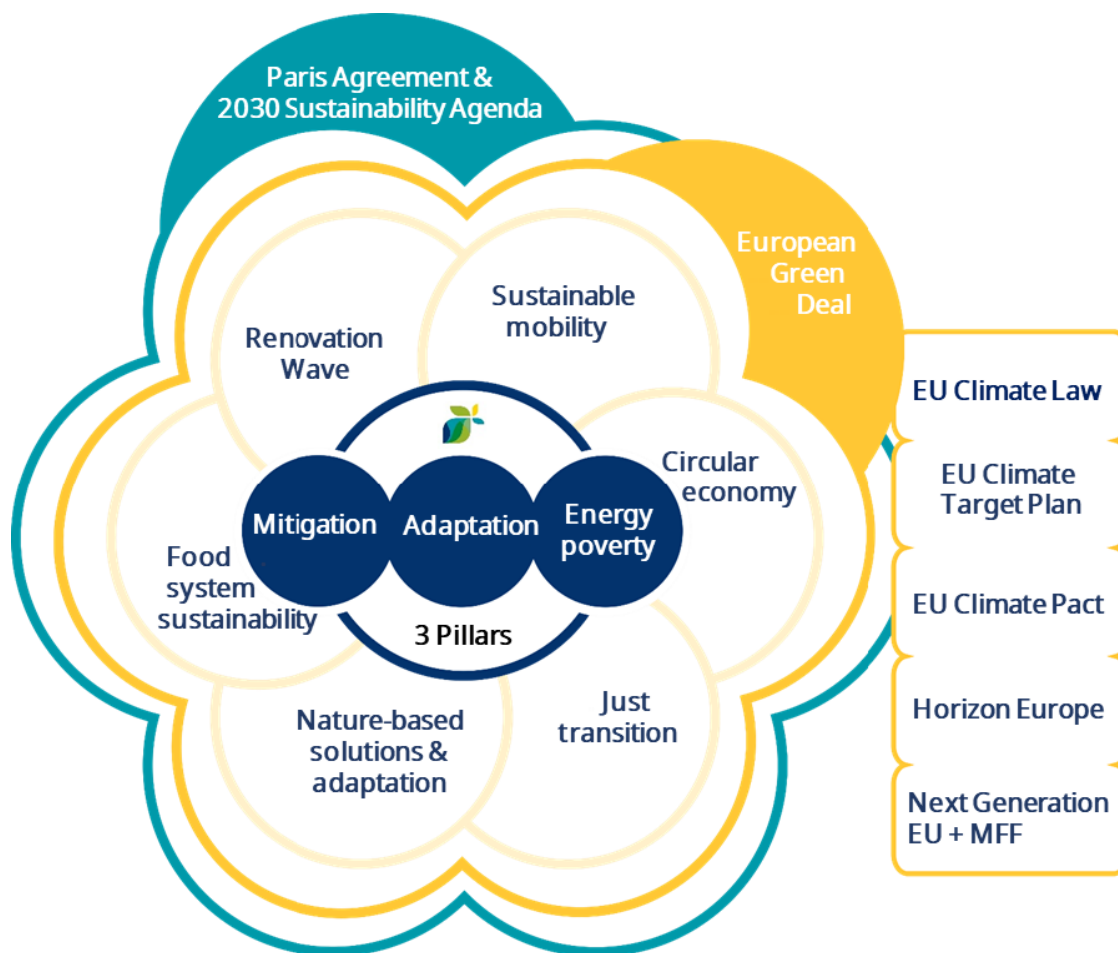 Paris Agreement &
2030 Sustainability Agenda
European
Green
Deal
Sustainable
mobility
Renovation
Wave
Circular
economy
Mitigation
Adaptation
Energy
poverty
Food
system
sustainability
3 Pillars
Just
transition
Nature-based
solutions &
adaptation
EU Climate Law
EU Climate
Target Plan
EU Climate Pact
Horizon Europe
Next Generation
EU + MFF